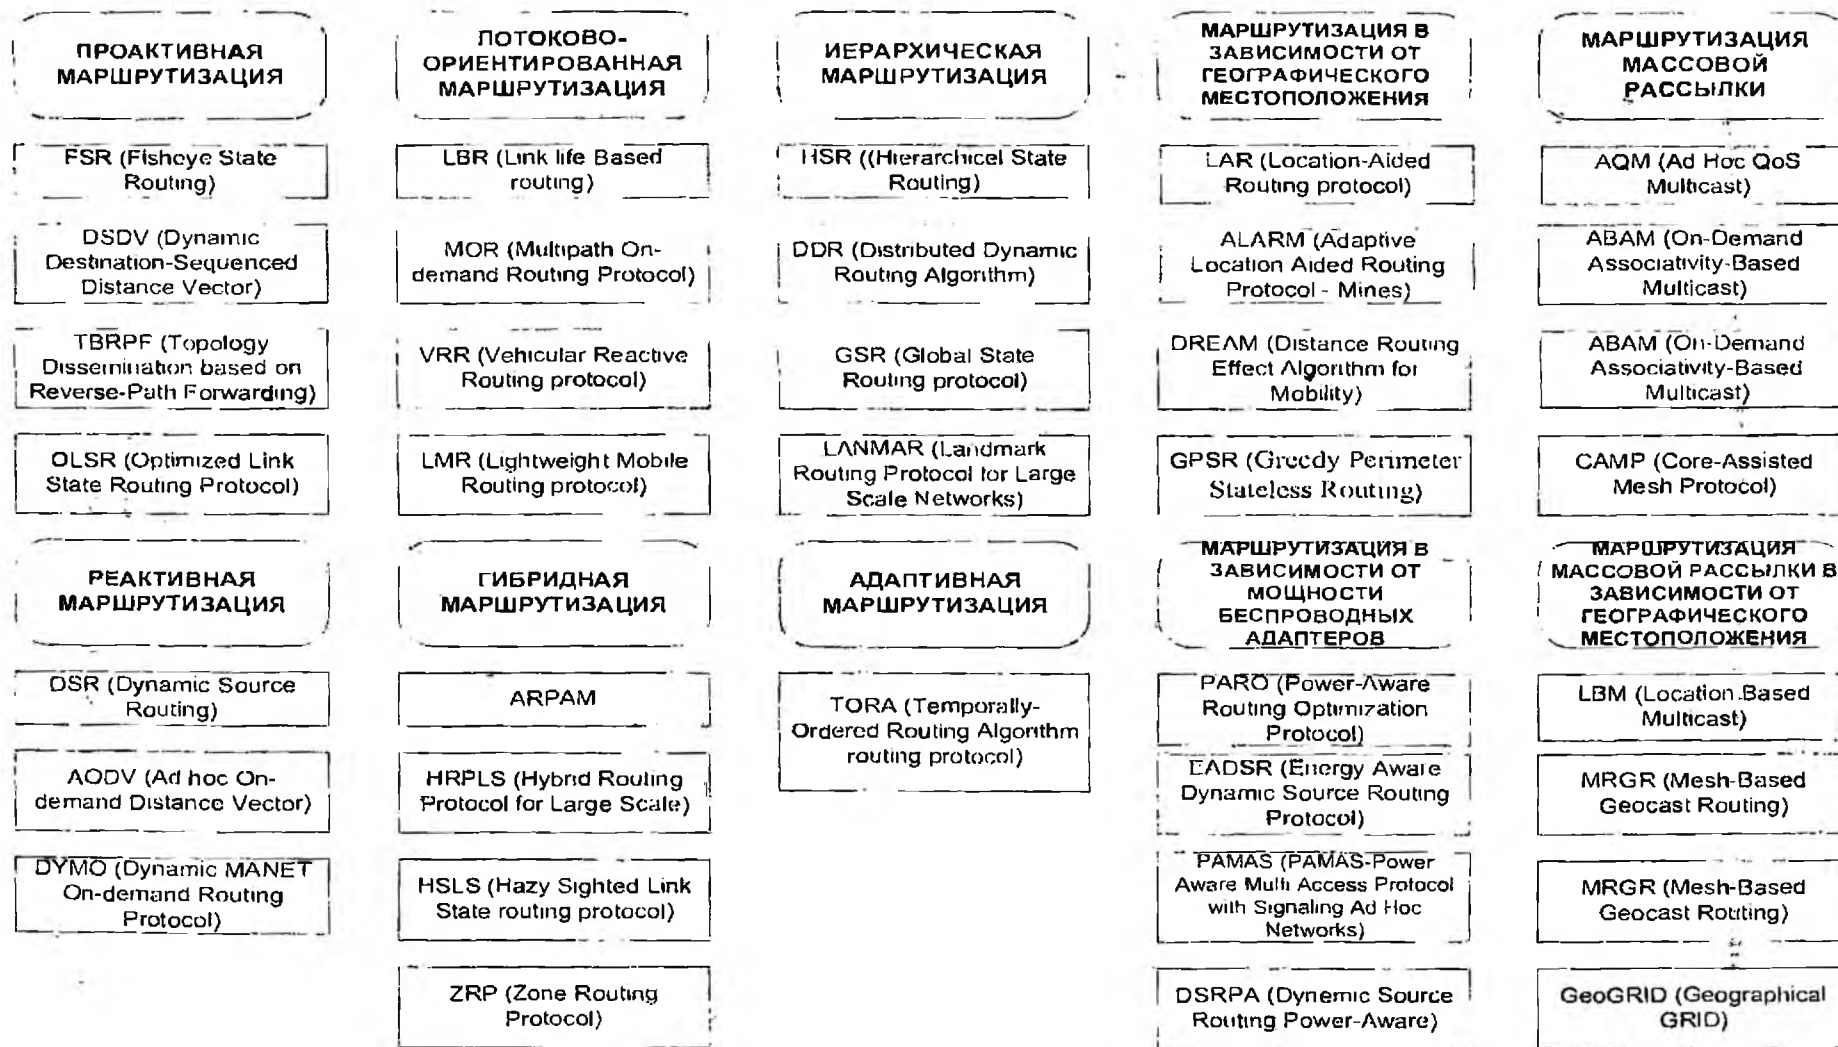 ПРОАКТИВНАЯ
МАРШРУТИЗАЦИЯ
FSR (Fisheye State
Routing)
DSDV (Dynamic
Destination-Sequenced
Distance Vector)
TBRPF (Topology
Dissemination based on
Reverse-Path Forwarding)
OLSR (Optimized Link
State Routing Protocol)
РЕАКТИВНАЯ
МАРШРУТИЗАЦИЯ
DSR (Dynamic Source
Routing)
AODV (Ad hoc On-
demand Distance Vector)
DYMO (Dynamic MANET
On-demand Routing
Protocol)
ПОТОКОВО-
ОРИЕНТИРОВАННАЯ
МАРШРУТИЗАЦИЯ
LBR (Link life Based
routing)
MOR (Multipath On-
demand Routing Protocol)
VRR (Vehicular Reactive
Routing protocol)
LMR (Lightweight Mobile
Routing protocol)
ГИБРИДНАЯ
МАРШРУТИЗАЦИЯ
ARPAM
HRPLS (Hybrid Routing
Protocol for Large Scale)
HSLS (Hazy Sighted Link
State routing protocol)
ZRP (Zone Routing
Protocol)
ИЕРАРХИЧЕСКАЯ
МАРШРУТИЗАЦИЯ
HSR ((Hierarchicel State
Routing)
DDR (Distributed Dynamic
Routing Algorithm)
GSR (Global State
Routing protocol)
LANMAR (Landmark
Routing Protocol for Large
Scale Networks)
АДАПТИВНАЯ
МАРШРУТИЗАЦИЯ
TORA (Temporally-
Ordered Routing Algorithm
routing protocol)
МАРШРУТИЗАЦИЯ В
ЗАВИСИМОСТИ ОТ
ГЕОГРАФИЧЕСКОГО
МЕСТОПОЛОЖЕНИЯ
LAR (Location-Aided
Routing protocol)
ALARM (Adaptive
Location Aided Routing
Protocol - Mines)
DREAM (Distance Routing
Effect Algorithm for
Mobility)
GPSR (Greedy Perimeter
Stateless Routing)
МАРШРУТИЗАЦИЯ В
ЗАВИСИМОСТИ ОТ
МОЩНОСТИ
БЕСПРОВОДНЫХ
АДАПТЕРОВ
PARO (Power-Aware
Routing Optimization
Protocol)
EADSR (Energy Aware
Dynamic Source Routing
Protocol)
PAMAS (PAMAS-Power
Aware Multi Access Protocol
with Signaling Ad Hoc
Networks)
DSRPA (Dynemic Source
Routing Power-Aware)
МАРШРУТИЗАЦИЯ
МАССОВОЙ
РАССЫЛКИ
AQM (Ad Hoc QoS
Multicast)
ABAM (On-Demand
Associativity-Based
Multicast)
ABAM (On-Demand
Associativity-Based
Multicast)
CAMP (Core-Assisted
Mesh Protocol)
МАРШРУТИЗАЦИЯ
МАССОВОЙ РАССЫЛКИ В
ЗАВИСИМОСТИ ОТ
ГЕОГРАФИЧЕСКОГО
МЕСТОПОЛОЖЕНИЯ
LBM (Location Based
Multicast)
MRGR (Mesh-Based
Geocast Routing)
MRGR (Mesh-Based
Geocast Routing)
GeoGRID (Geographical
GRID)